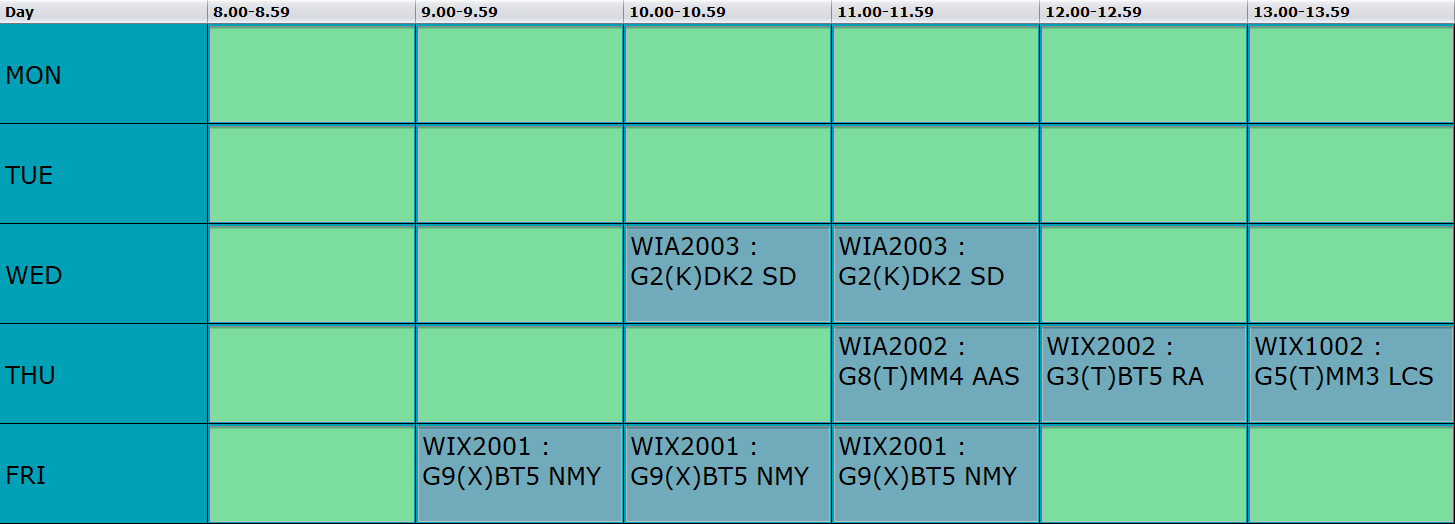 Day 8.00-8.59 9.00-9.59 10.00-10.59 11.00-11.59 12.00-12.59 13.00-13.59
MON
TUE
WED
WIA2003 :
G2(K)DK2 SD
WIA2003 :
G2(K)DK2 SD
THU
WIA2002 :
G8(T)MM4 AAS
WIX2002 :
G3(T)BT5 RA
WIX1002 :
G5(T)MM3 LCS
FRI
WIX2001 :
G9(X)BT5 NMY
WIX2001 :
G9(X)BT5 NMY
WIX2001 :
G9(X)BT5 NMY